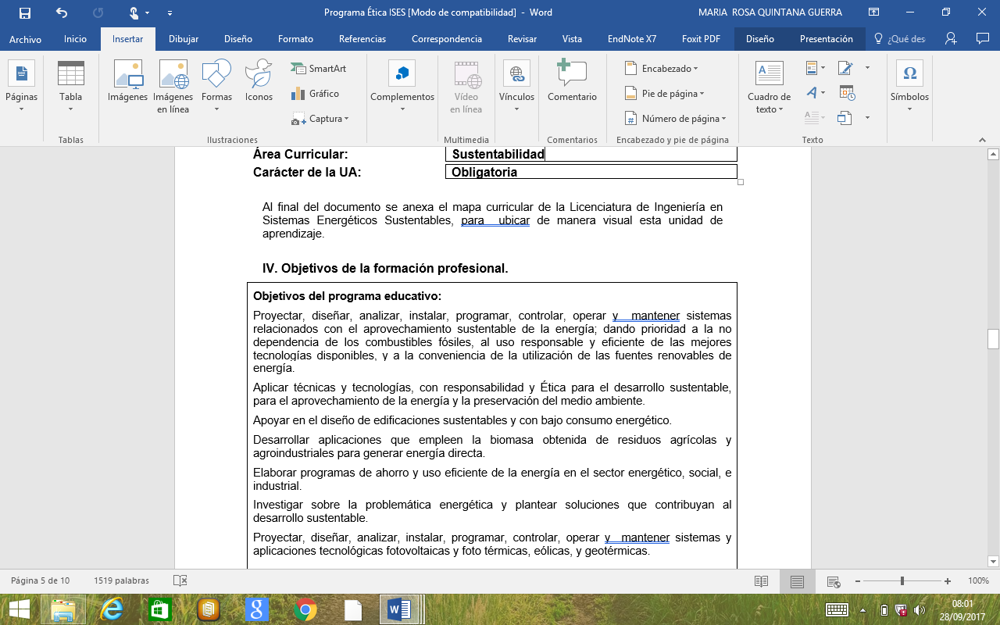 Programa Ética ISES [Modo de compatibilidad] - Word
MARIA ROSA QUINTANA GUERRA
Archivo Inicio Insertar Dibujar Diseño Formato Referencias Correspondencia Revisar Vista EndNote X7 Foxit PDF Diseño Presentación ¿Qué des
SmartArt
Encabezado
Gráfico
Pie de página
Captura
Número de página
Páginas Tabla Imágenes Imágenes Formas Iconos Complementos Vídeo Vínculos Comentario Cuadro de Símbolos
en línea en línea texto
Tablas Ilustraciones Multimedia Comentarios Encabezado y pie de página Texto
Área Curricular: Sustentabilidad
Carácter de la UA: Obligatoria
Al final del documento se anexa el mapa curricular de la Licenciatura de Ingeniería en
Sistemas Energéticos Sustentables, para ubicar de manera visual esta unidad de
aprendizaje.
IV. Objetivos de la formación profesional.
Objetivos del programa educativo:
Proyectar, diseñar, analizar, instalar, programar, controlar, operar y mantener sistemas
relacionados con el aprovechamiento sustentable de la energía; dando prioridad a la no
dependencia de los combustibles fósiles, al uso responsable y eficiente de las mejores
tecnologías disponibles, y a la conveniencia de la utilización de las fuentes renovables de
energía.
Aplicar técnicas y tecnologías, con responsabilidad y Ética para el desarrollo sustentable,
para el aprovechamiento de la energía y la preservación del medio ambiente.
Apoyar en el diseño de edificaciones sustentables y con bajo consumo energético.
Desarrollar aplicaciones que empleen la biomasa obtenida de residuos agrícolas y
agroindustriales para generar energía directa.
Elaborar programas de ahorro y uso eficiente de la energía en el sector energético, social, e
industrial.
Investigar sobre la problemática energética y plantear soluciones que contribuyan al
desarrollo sustentable.
Proyectar, diseñar, analizar, instalar, programar, controlar, operar y mantener sistemas y
aplicaciones tecnológicas fotovoltaicas y foto térmicas, eólicas, y geotérmicas.
Página 5 de 10 1519 palabras 100%
08:01
28/09/2017